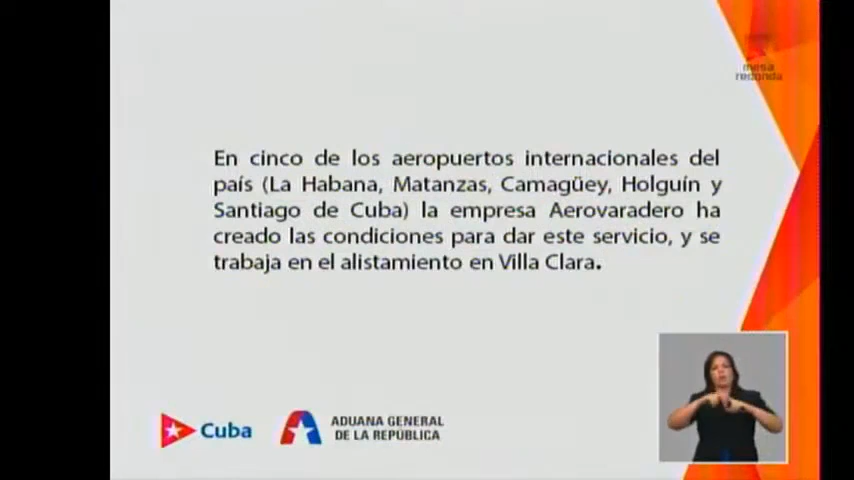 mesa
redonda
En cinco de los aeropuertos internacionales del
país (La Habana, Matanzas, Camagüey, Holguín y
Santiago de Cuba) la empresa Aerovaradero ha
creado las condiciones para dar este servicio, y se
trabaja en el alistamiento en Villa Clara.
Cuba
ADUANA GENERAL
DE LA REPÚBLICA